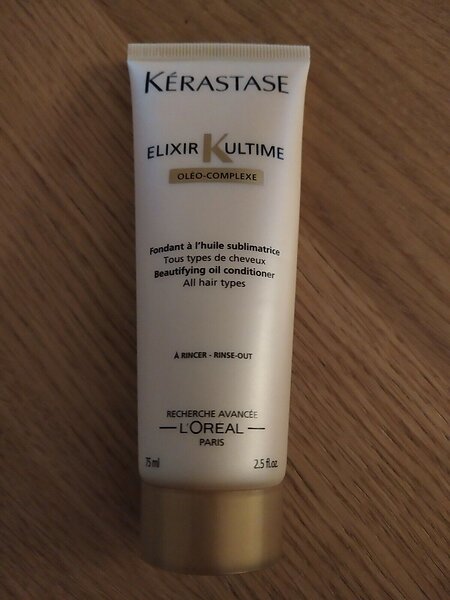 KÉRASTASE
ELIXIR K ULTIME
OLÉO-COMPLEXE
Fondant à l'huile sublimatrice
Tous types de cheveux
Beautifying oil conditioner
All hair types
À RINCER - RINSE-OUT
RECHERCHE AVANCÉE
L'ORÉAL
PARIS
75 ml 2.5 fl.oz